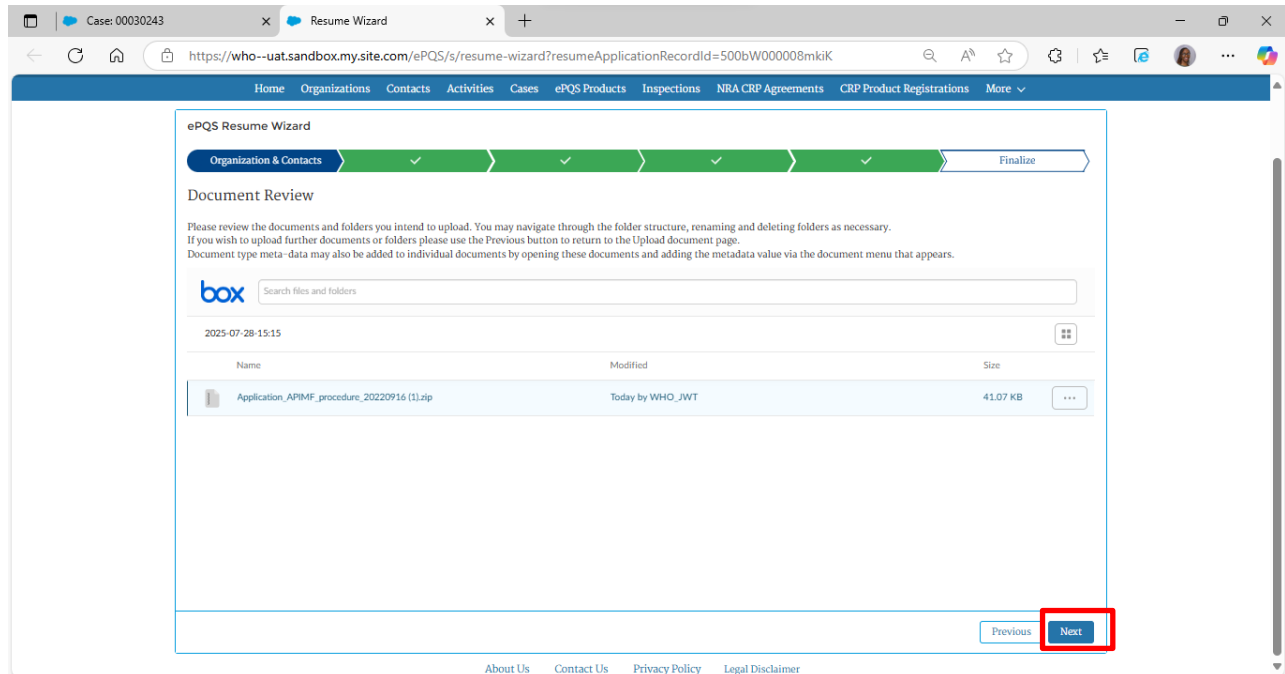 Case: 00030243
Resume Wizard
https://who--uat.sandbox.my.site.com/ePQS/s/resume-wizard?resumeApplicationRecordId=500bW000008mkiK
Home Organizations Contacts Activities Cases ePQS Products Inspections NRA CRP Agreements CRP Product Registrations More
ePQS Resume Wizard
Organization & Contacts Finalize
Document Review
Please review the documents and folders you intend to upload. You may navigate through the folder structure, renaming and deleting folders as necessary.
If you wish to upload further documents or folders please use the Previous button to return to the Upload document page.
Document type meta-data may also be added to individual documents by opening these documents and adding the metadata value via the document menu that appears.
box Search files and folders
2025-07-28-15:15
Name Modified Size
Application_APIMF_procedure_20220916 (1).zip Today by WHO_JWT 41.07 KB
Previous Next
About Us Contact Us Privacy Policy Legal Disclaimer